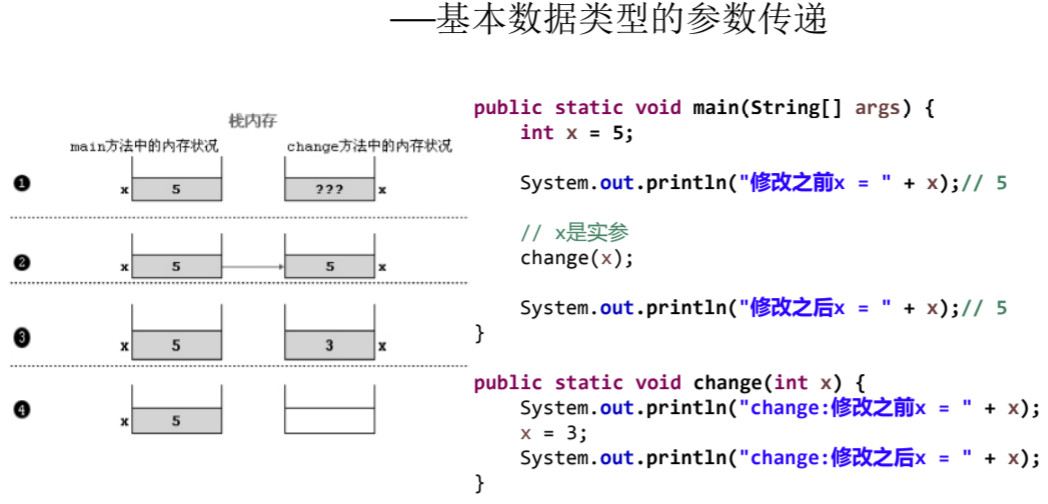 ——基本数据类型的参数传递
栈内存
main方法中的内存状况 change方法中的内存状况
❶ x 5 ??? x
❷ x 5 5 x
❸ x 5 3 x
❹ x 5
public static void main(String[] args) {
int x = 5;
System.out.println("修改之前x = " + x);// 5
// x是实参
change(x);
System.out.println("修改之后x = " + x);// 5
}
public static void change(int x) {
System.out.println("change:修改之前x = " + x);
x = 3;
System.out.println("change:修改之后x = " + x);
}